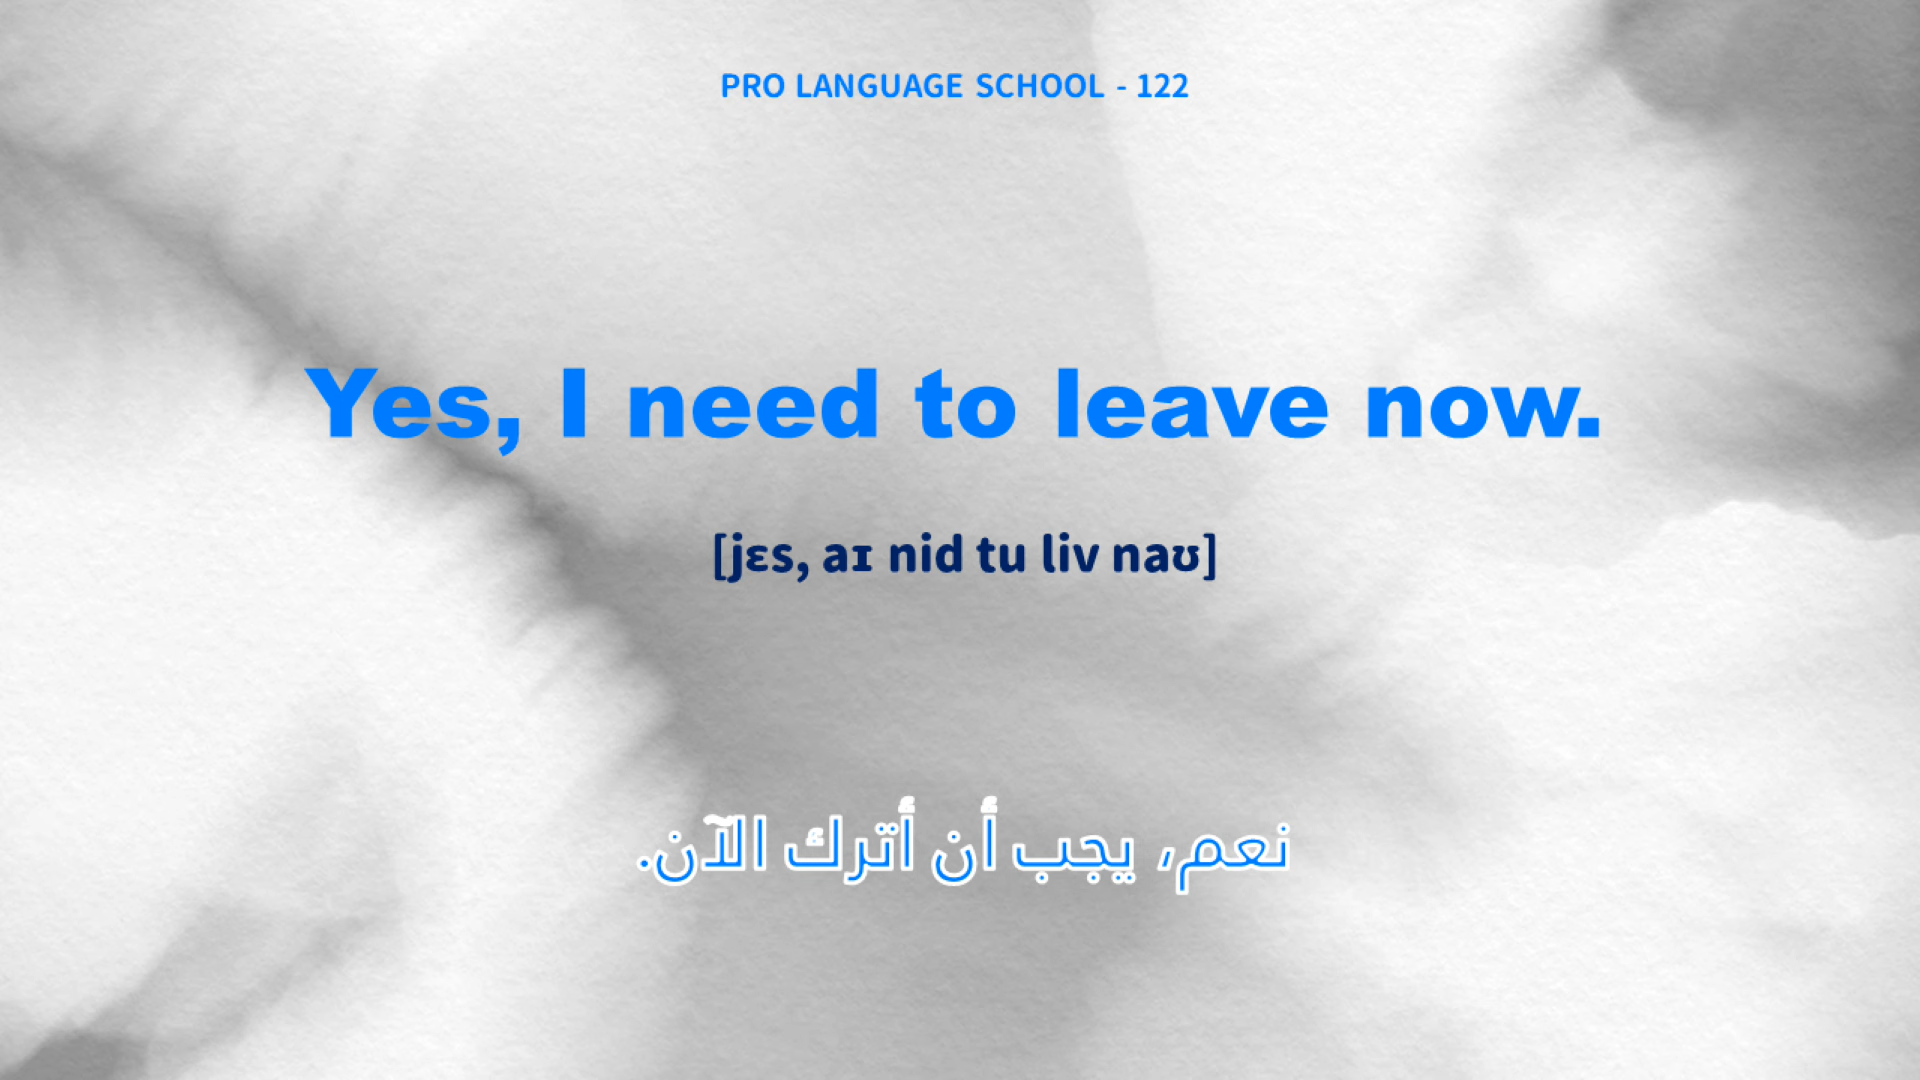 PRO LANGUAGE SCHOOL - 122
Yes, I need to leave now.
[jɛs, aɪ nid tu liv naʊ]
نعم، يجب أن أترك الآن.